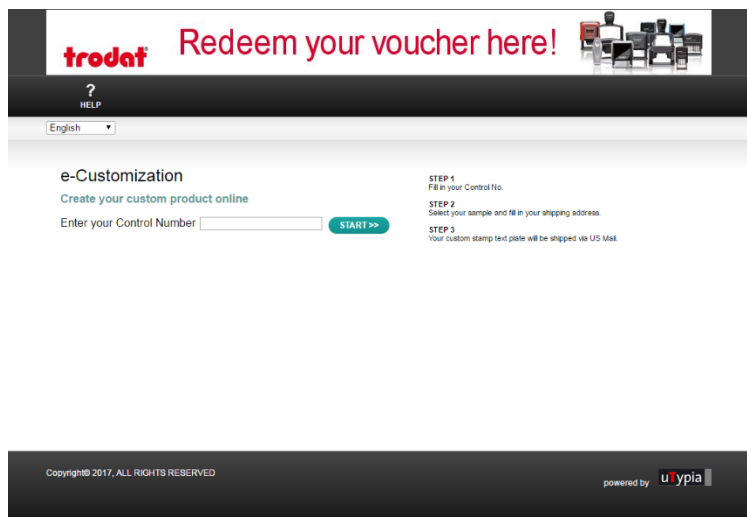 trodat
Redeem your voucher here!
?
HELP
English
e-Customization
Create your custom product online
Enter your Control Number
START >>
STEP 1
Fill in your Control No.
STEP 2
Select your sample and fill in your shipping address.
STEP 3
Your custom stamp text plate will be shipped via US Mail.
Copyright© 2017, ALL RIGHTS RESERVED
powered by uTypia